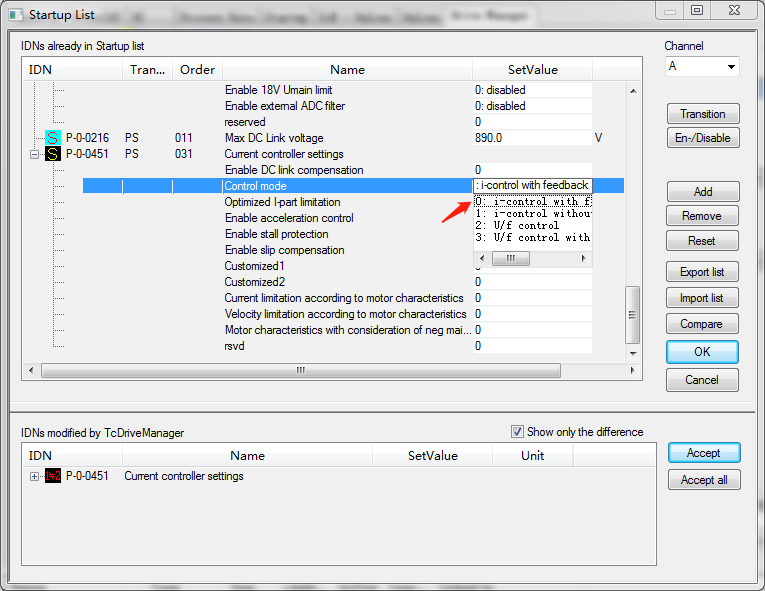 Startup List
Drive Manager
IDNs already in Startup list
Channel
IDN Tran... Order Name SetValue
A
Enable 18V Umain limit 0: disabled
Enable external ADC filter 0: disabled
reserved 0
P-0-0216 PS 011 Max DC Link voltage 890.0 V
P-0-0451 PS 031 Current controller settings
Enable DC link compensation 0
Control mode : i-control with feedback
Optimized I-part limitation 0: i-control with f
Enable acceleration control 1: i-control withou
Enable stall protection 2: U/f control
Enable slip compensation 3: U/f control with
Customized1 0
Customized2 0
Current limitation according to motor characteristics 0
Velocity limitation according to motor characteristics 0
Motor characteristics with consideration of neg mai... 0
rsvd 0
Transition
En-/Disable
Add
Remove
Reset
Export list
Import list
Compare
OK
Cancel
IDNs modified by TcDriveManager
Show only the difference
IDN Name SetValue Unit
P-0-0451 Current controller settings
Accept
Accept all